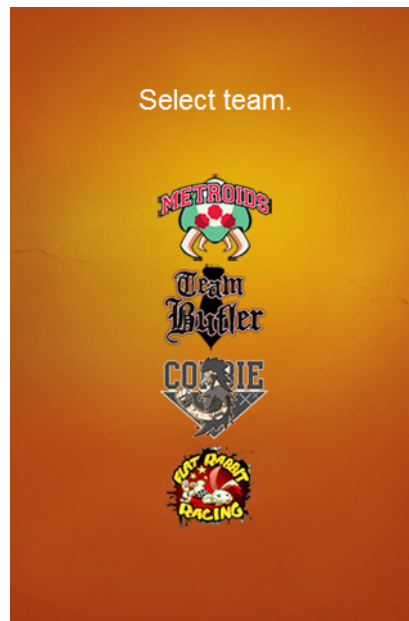 Select team.
METROIDS
Team
Butler
FLAT RABBIT
RACING